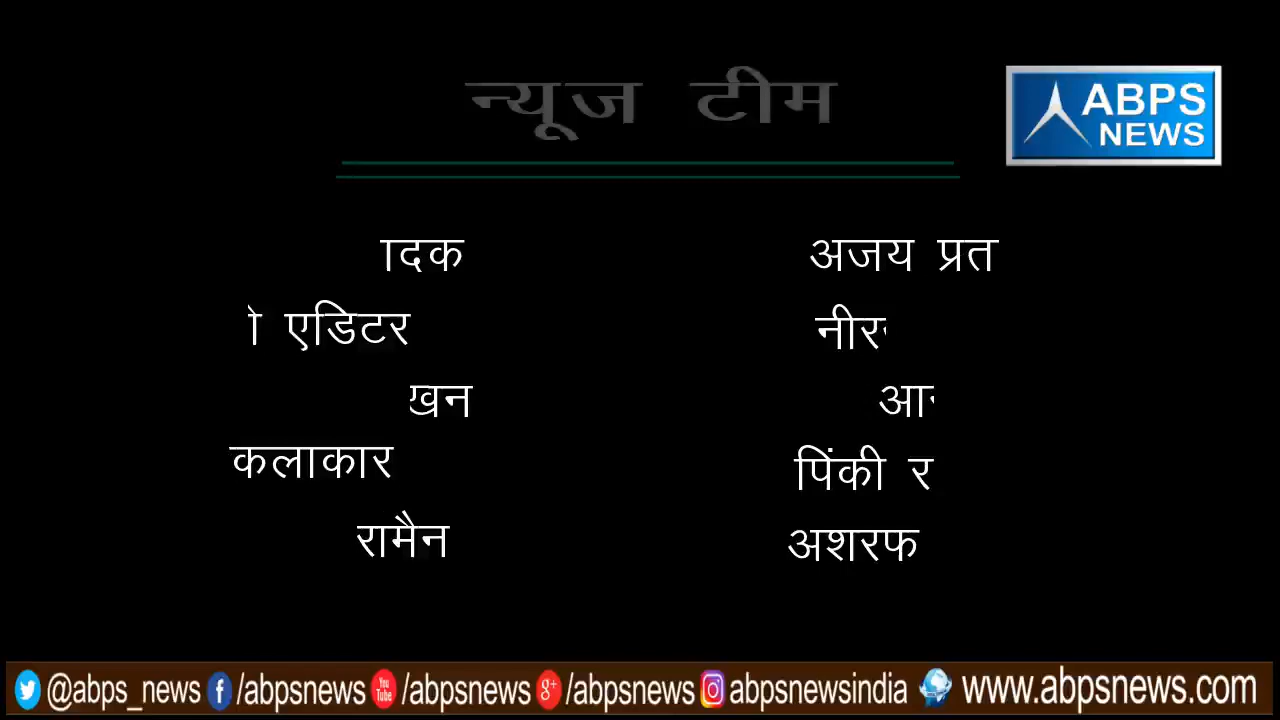 न्यूज टीम
ABPS
NEWS
ादक अजय प्रत
ो एडिटर नीर
खन आ
कलाकार पिंकी र
रामैन अशरफ
@abps_news /abpsnews /abpsnews /abpsnews abpsnewsindia www.abpsnews.com